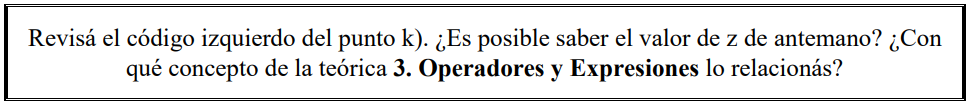 Revisá el código izquierdo del punto k). ¿Es posible saber el valor de z de antemano? ¿Con
qué concepto de la teórica 3. Operadores y Expresiones lo relacionás?